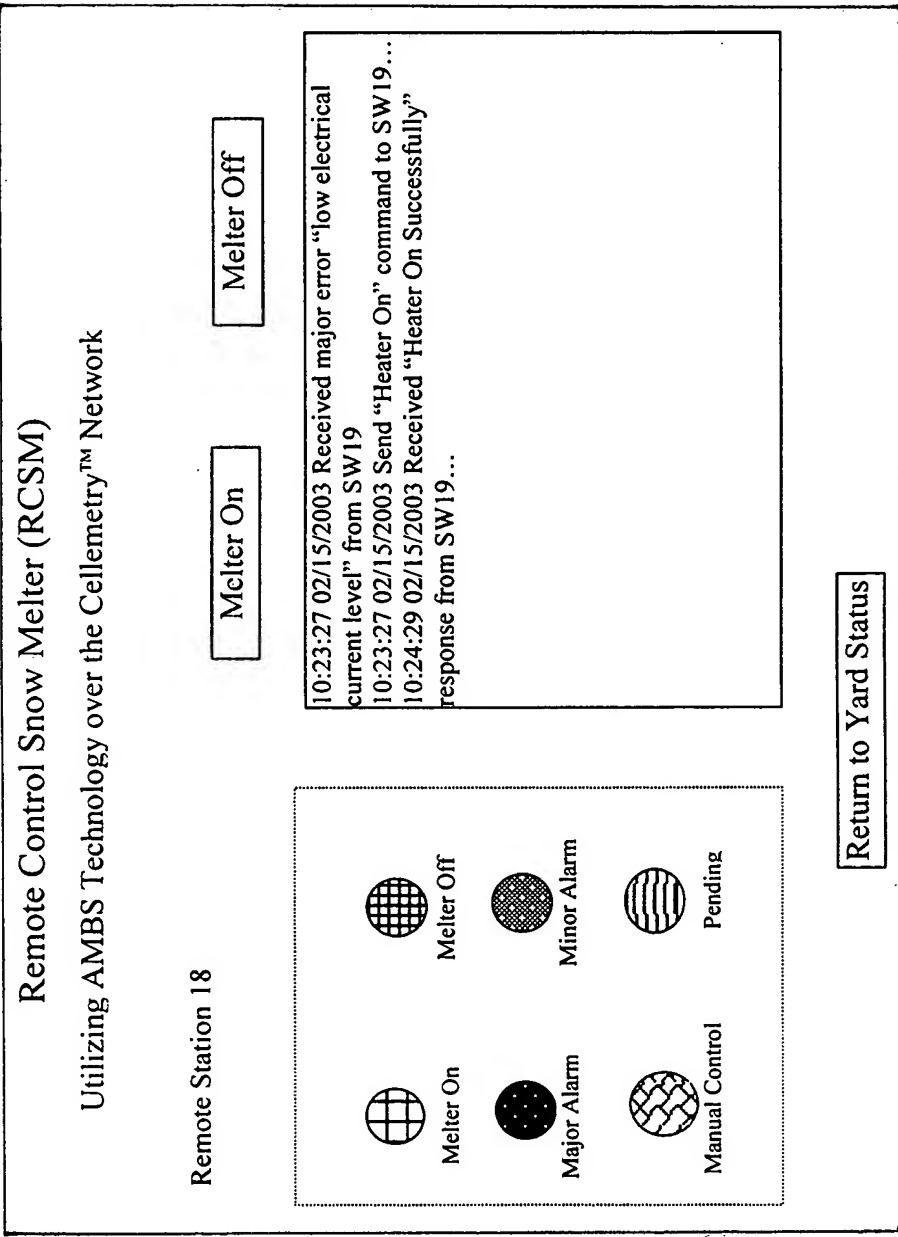 Remote Control Snow Melter (RCSM)
Utilizing AMBS Technology over the Cellemetry™ Network
Remote Station 18
Melter On
Melter Off
Melter On
Melter Off
Major Alarm
Minor Alarm
Manual Control
Pending
10:23:27 02/15/2003 Received major error “low electrical
current level” from SW19
10:23:27 02/15/2003 Send “Heater On” command to SW19...
10:24:29 02/15/2003 Received “Heater On Successfully”
response from SW19...
Return to Yard Status